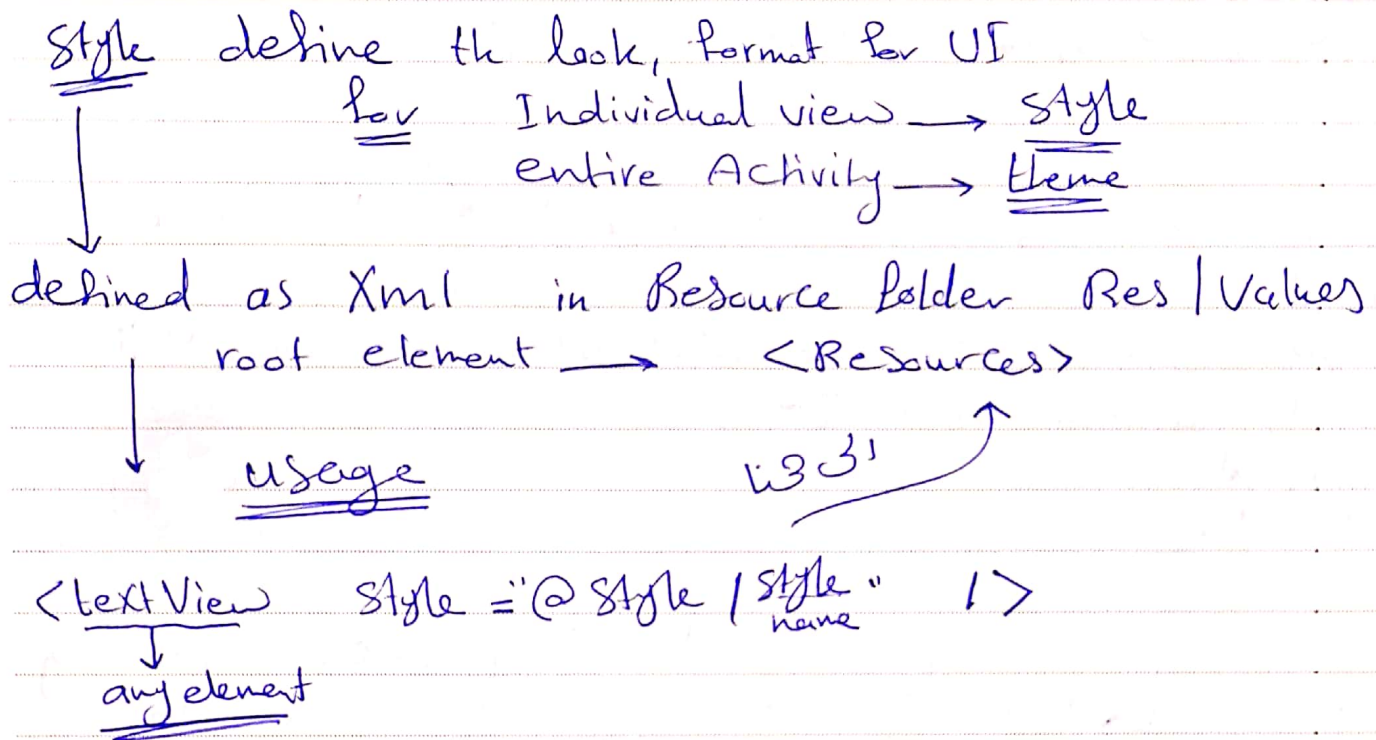 Style define the look, format for UI
for Individual view → style
entire Activity → theme
defined as Xml in Resource folder Res / Values
root element → <Resources>
usage
<textView style = "@ style / style name" />
any element